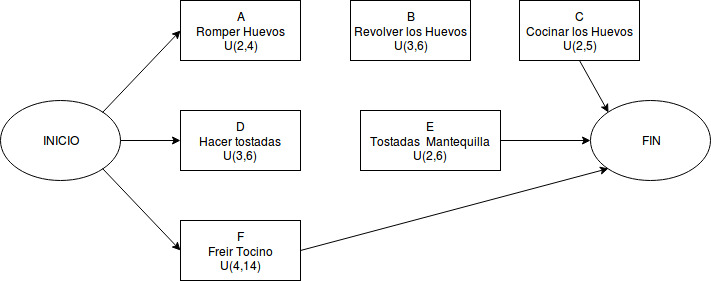 A
Romper Huevos
U(2,4)
B
Revolver los Huevos
U(3,6)
C
Cocinar los Huevos
U(2,5)
INICIO
D
Hacer tostadas
U(3,6)
E
Tostadas Mantequilla
U(2,6)
FIN
F
Freir Tocino
U(4,14)